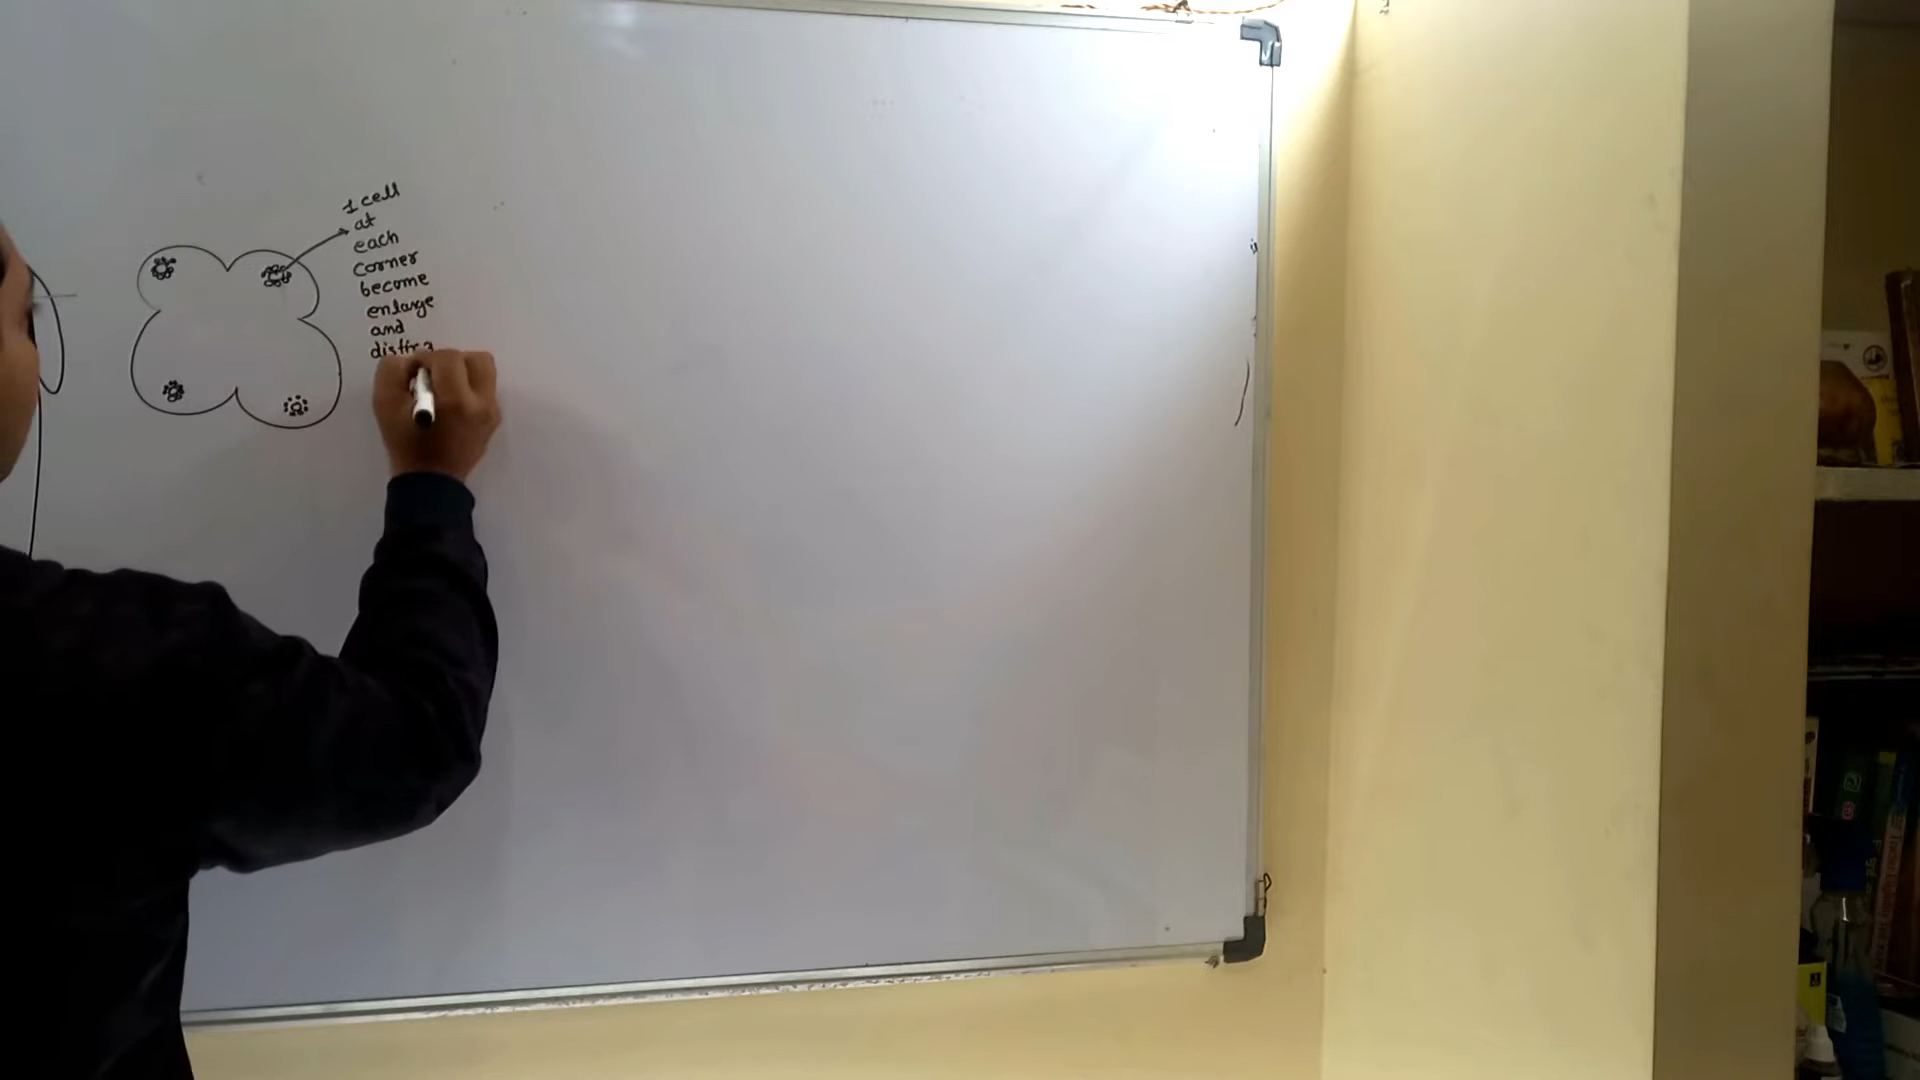 1 cell
at
each
corner
become
enlarge
and